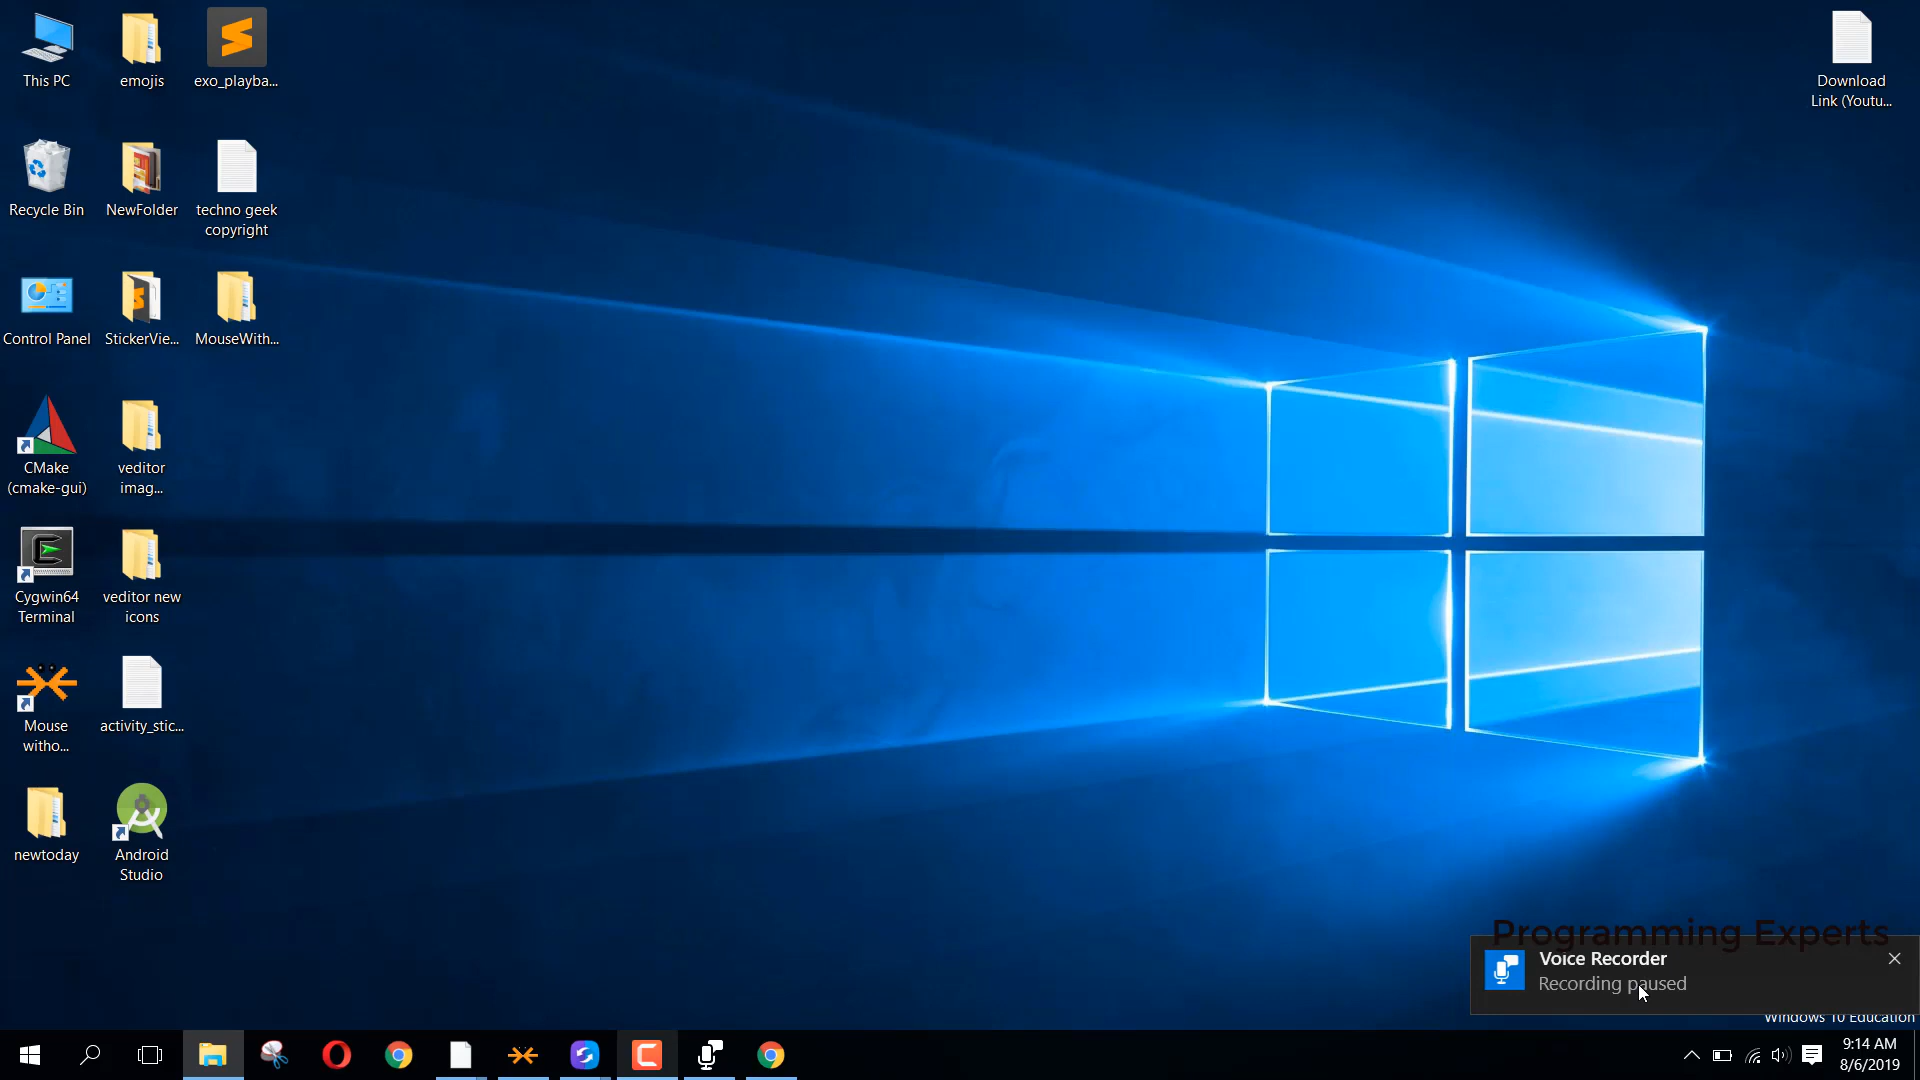 This PC
emojis
exo_playba...
Download
Link (Youtu...
Recycle Bin
NewFolder
techno geek
copyright
Control Panel
StickerVie...
MouseWith...
CMake
(cmake-gui)
veditor
imag...
Cygwin64
Terminal
veditor new
icons
Mouse
witho...
activity_stic...
newtoday
Android
Studio
Programming Experts
Voice Recorder
Recording paused
Windows 10 Education
9:14 AM
8/6/2019